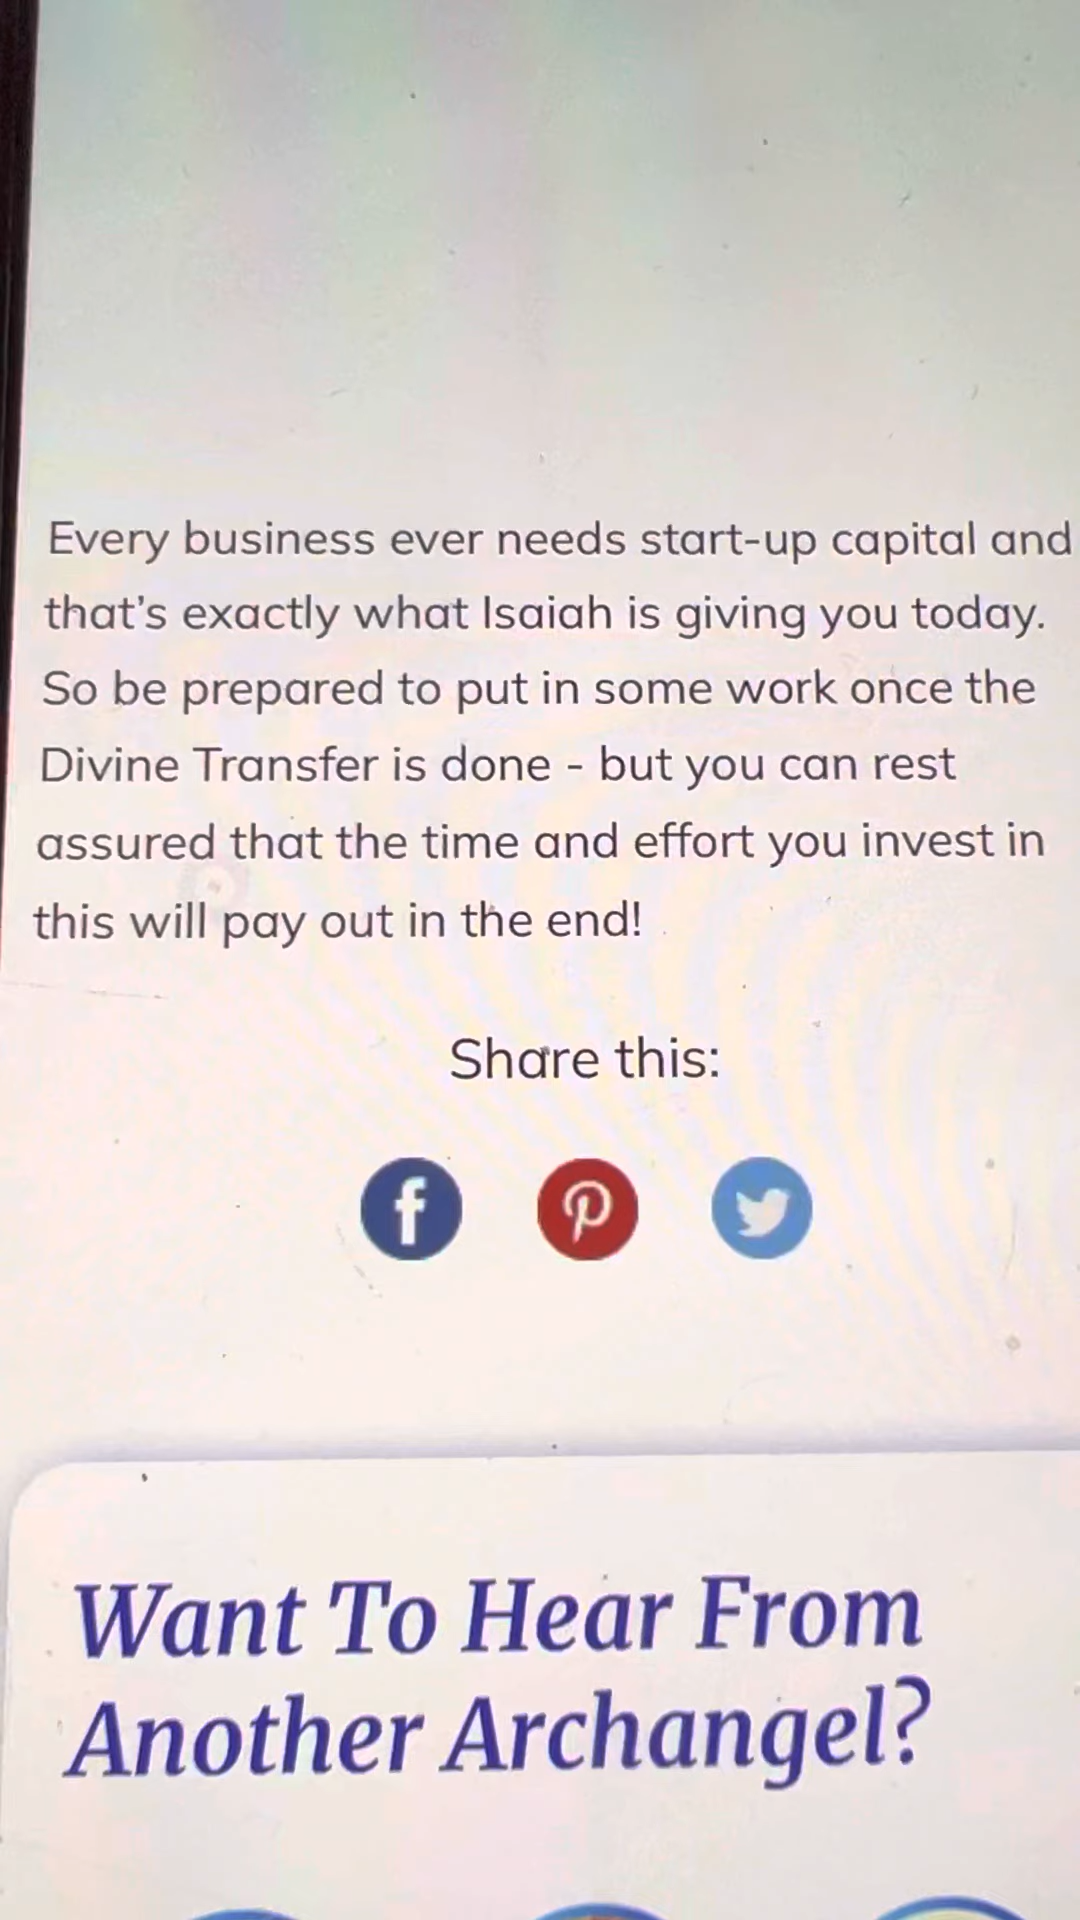 Every business ever needs start-up capital and
that's exactly what Isaiah is giving you today.
So be prepared to put in some work once the
Divine Transfer is done - but you can rest
assured that the time and effort you invest in
this will pay out in the end!
Share this:
Want To Hear From
Another Archangel?